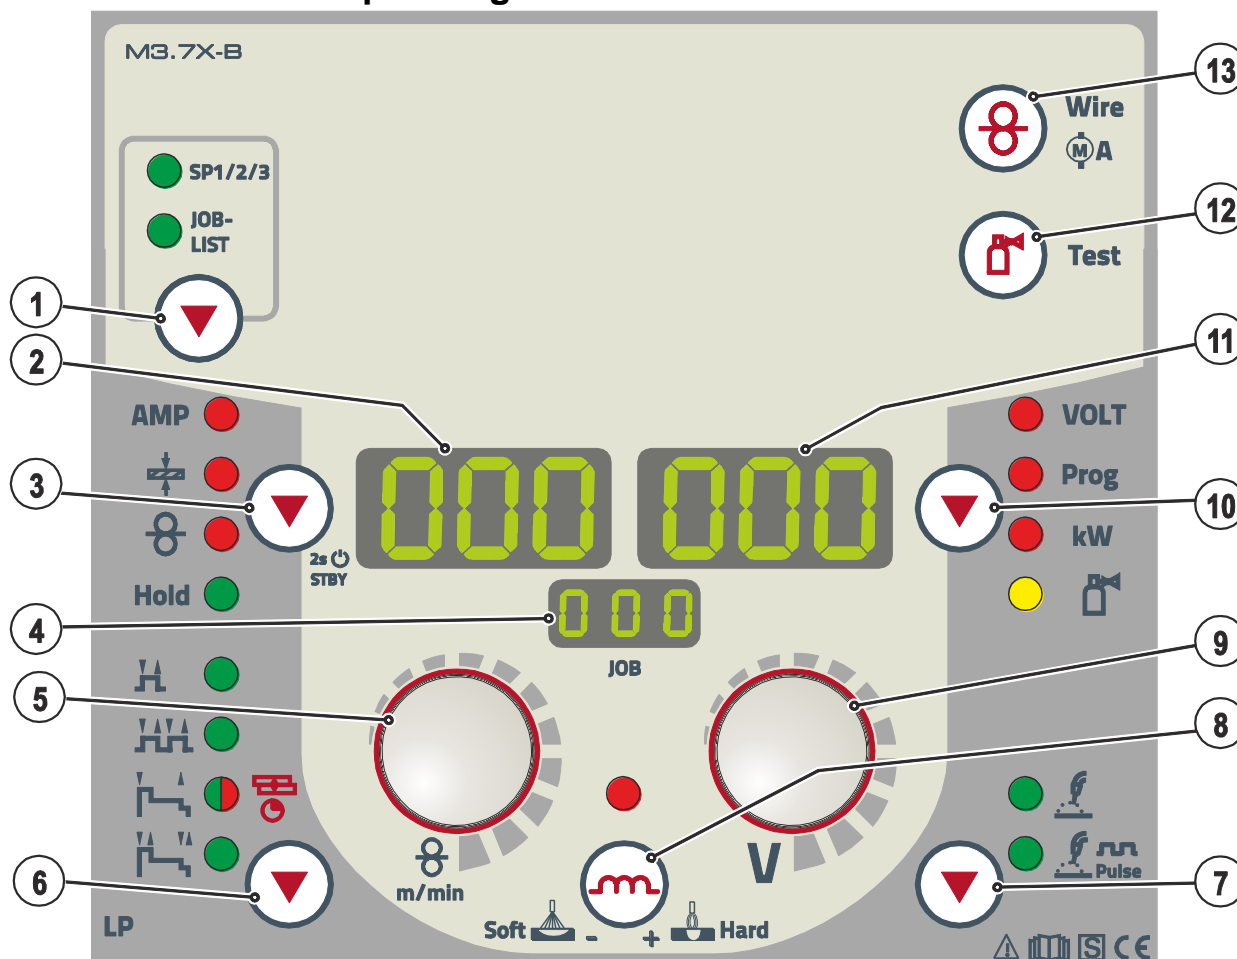 M3.7X-B
13
Wire
M A
SP1/2/3
JOB-
LIST
12
Test
1
2
11
AMP
VOLT
3
Prog
10
000
000
kW
2s
STBY
Hold
4
000
JOB
9
5
8
6
m/min
V
Pulse
7
LP
Soft
-
+
Hard
S CE